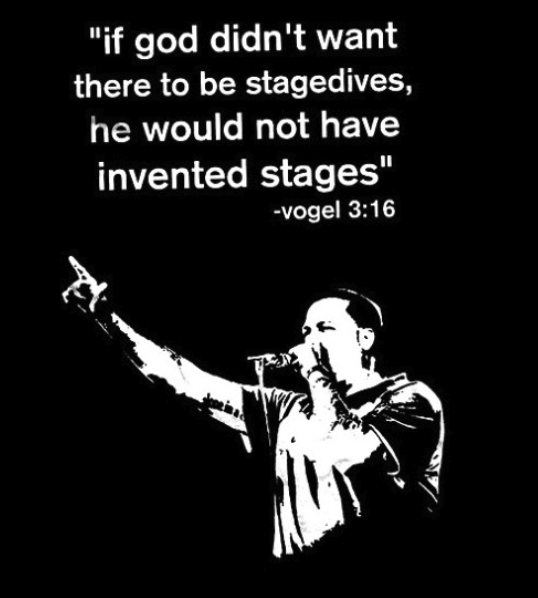 "if god didn't want
there to be stagedives,
he would not have
invented stages"
-vogel 3:16